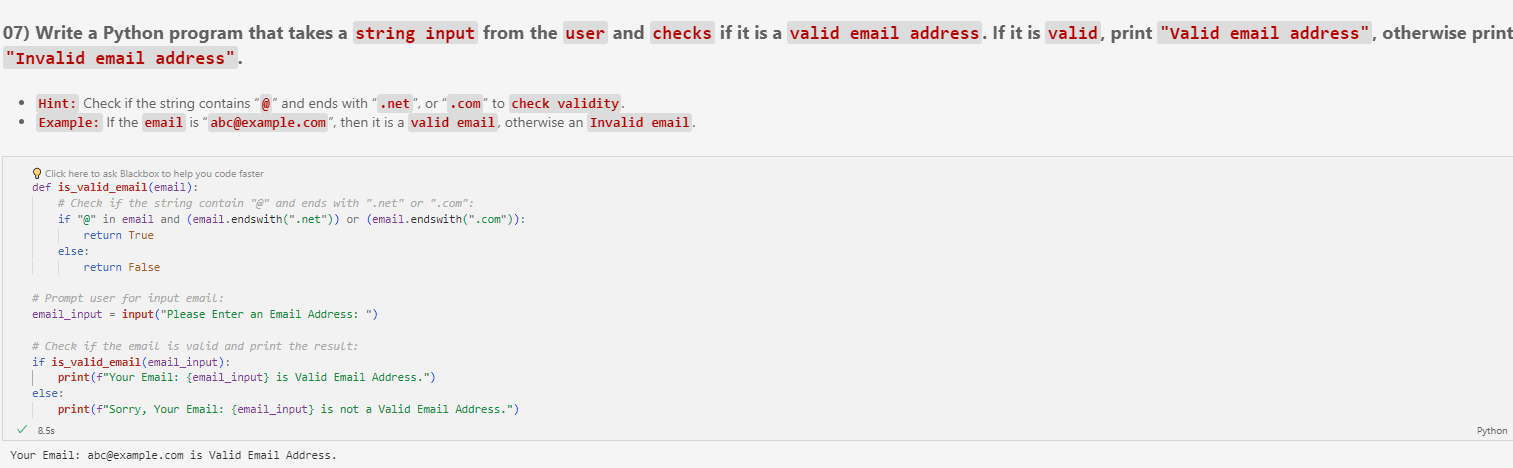 07) Write a Python program that takes a string input from the user and checks if it is a valid email address. If it is valid, print "Valid email address", otherwise print
"Invalid email address".
• Hint: Check if the string contains “@” and ends with “.net”, or “.com” to check validity.
• Example: If the email is “abc@example.com”, then it is a valid email, otherwise an Invalid email.
Click here to ask Blackbox to help you code faster
def is_valid_email(email):
    # Check if the string contain "@" and ends with ".net" or ".com":
    if "@" in email and (email.endswith(".net")) or (email.endswith(".com")):
        return True
    else:
        return False
# Prompt user for input email:
email_input = input("Please Enter an Email Address: ")
# Check if the email is valid and print the result:
if is_valid_email(email_input):
    print(f"Your Email: {email_input} is Valid Email Address.")
else:
    print(f"Sorry, Your Email: {email_input} is not a Valid Email Address.")
8.5s Python
Your Email: abc@example.com is Valid Email Address.